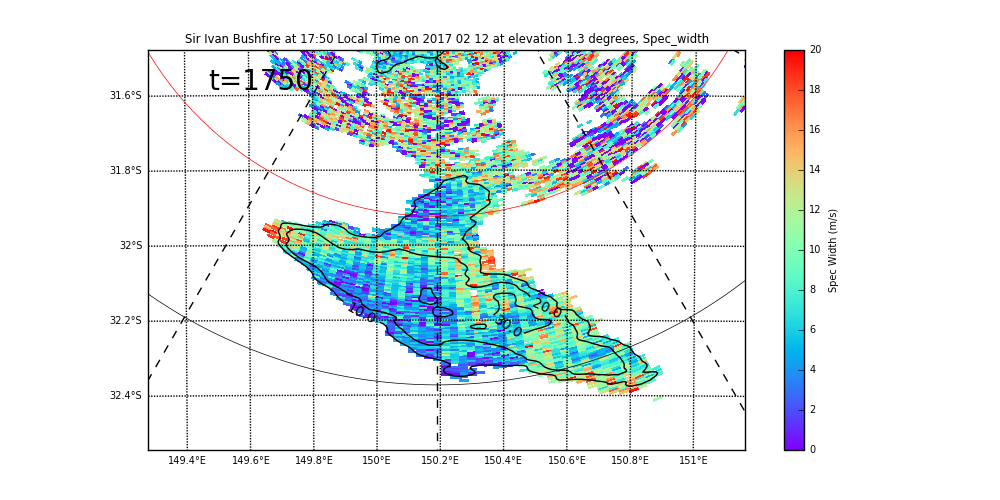 Sir Ivan Bushfire at 17:50 Local Time on 2017 02 12 at elevation 1.3 degrees, Spec_width
t=1750
31.6°S
31.8°S
32°S
32.2°S
32.4°S
149.4°E 149.6°E 149.8°E 150°E 150.2°E 150.4°E 150.6°E 150.8°E 151°E
10.0
20.0
30.0
20
18
16
14
12
10
8
6
4
2
0
Spec Width (m/s)